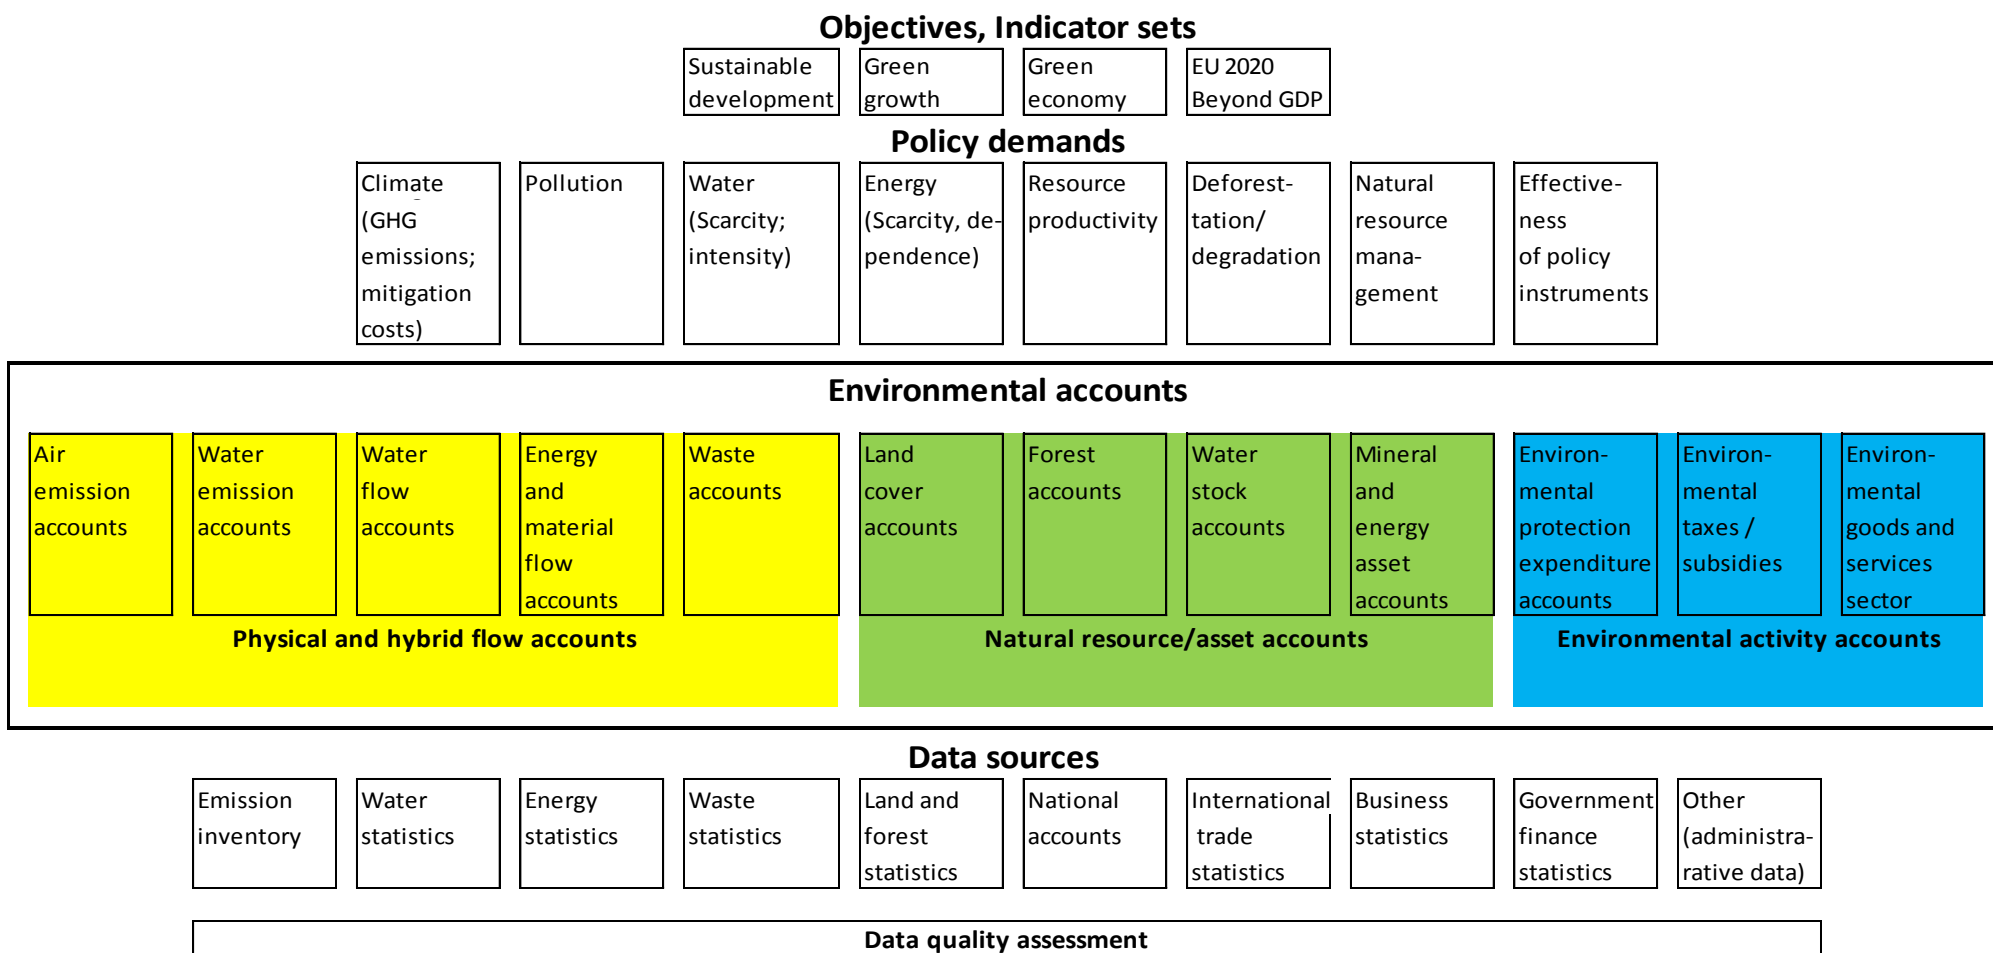 Objectives, Indicator sets
Sustainable
development
Green
growth
Green
economy
EU 2020
Beyond GDP
Policy demands
Climate
(GHG
emissions;
mitigation
costs)
Pollution
Water
(Scarcity;
intensity)
Energy
(Scarcity, de-
pendence)
Resource
productivity
Deforest-
tation/
degradation
Natural
resource
mana-
gement
Effective-
ness
of policy
instruments
Environmental accounts
Air
emission
accounts
Water
emission
accounts
Water
flow
accounts
Energy
and
material
flow
accounts
Waste
accounts
Physical and hybrid flow accounts
Land
cover
accounts
Forest
accounts
Water
stock
accounts
Mineral
and
energy
asset
accounts
Natural resource/asset accounts
Environ-
mental
protection
expenditure
accounts
Environ-
mental
taxes /
subsidies
Environ-
mental
goods and
services
sector
Environmental activity accounts
Data sources
Emission
inventory
Water
statistics
Energy
statistics
Waste
statistics
Land and
forest
statistics
National
accounts
International
trade
statistics
Business
statistics
Government
finance
statistics
Other
(administra-
rative data)
Data quality assessment